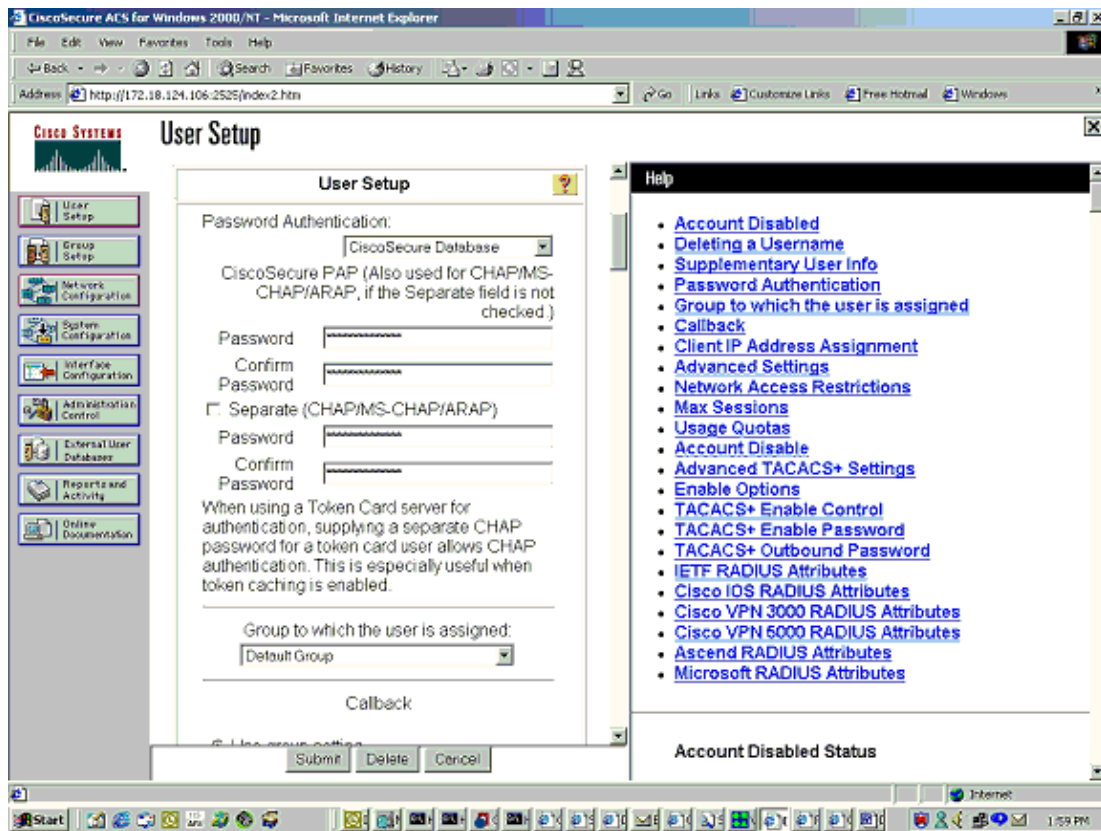 CiscoSecure ACS for Windows 2000/NT - Microsoft Internet Explorer
File Edit View Favorites Tools Help
Back Search Favorites History
Address http://172.18.124.106:2525/index2.htm Go Links Customize Links Free Hotmail Windows
CISCO SYSTEMS
User Setup
User Setup
Group Setup
Network Configuration
System Configuration
Interface Configuration
Administration Control
External User Databases
Reports and Activity
Online Documentation
User Setup
Password Authentication:
CiscoSecure Database
CiscoSecure PAP (Also used for CHAP/MS-
CHAP/ARAP, if the Separate field is not
checked.)
Password
Confirm
Password
Separate (CHAP/MS-CHAP/ARAP)
Password
Confirm
Password
When using a Token Card server for
authentication, supplying a separate CHAP
password for a token card user allows CHAP
authentication. This is especially useful when
token caching is enabled.
Group to which the user is assigned:
Default Group
Callback
Use group setting
Submit Delete Cancel
Help
Account Disabled
Deleting a Username
Supplementary User Info
Password Authentication
Group to which the user is assigned
Callback
Client IP Address Assignment
Advanced Settings
Network Access Restrictions
Max Sessions
Usage Quotas
Account Disable
Advanced TACACS+ Settings
Enable Options
TACACS+ Enable Control
TACACS+ Enable Password
TACACS+ Outbound Password
IETF RADIUS Attributes
Cisco IOS RADIUS Attributes
Cisco VPN 3000 RADIUS Attributes
Cisco VPN 5000 RADIUS Attributes
Ascend RADIUS Attributes
Microsoft RADIUS Attributes
Account Disabled Status
Internet
Start 1:59 PM